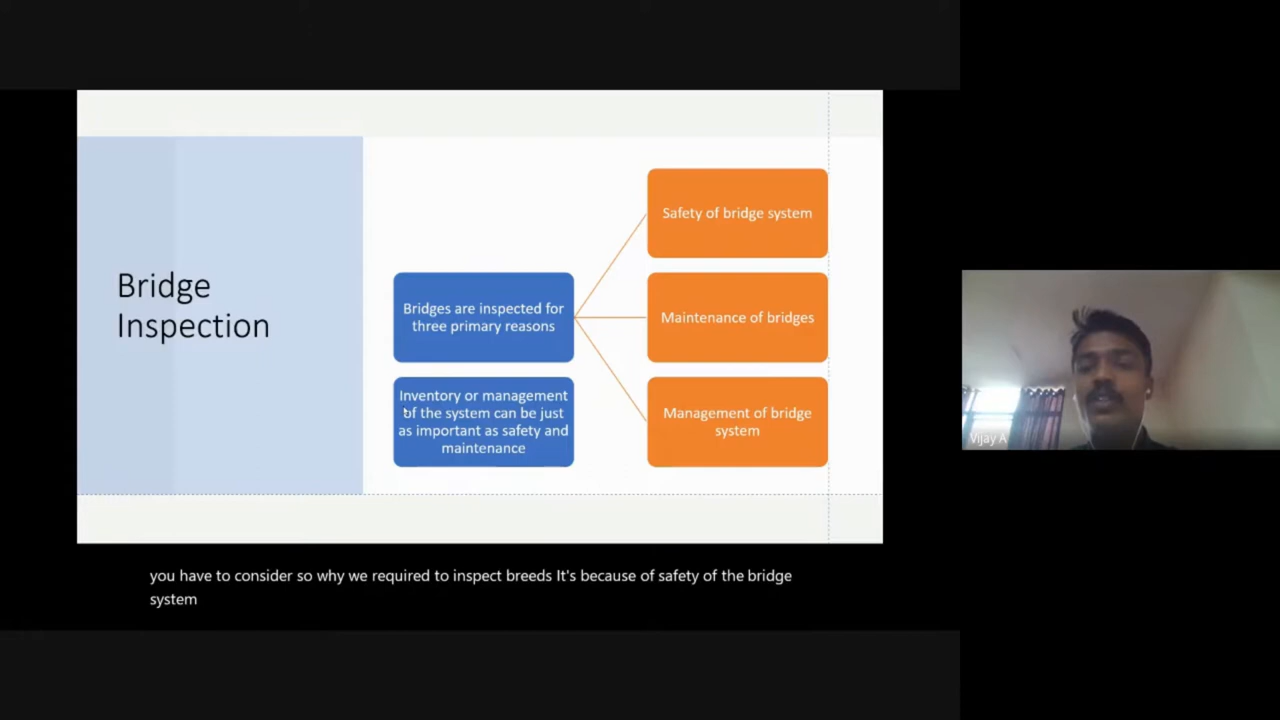 Bridge
Inspection
Bridges are inspected for
three primary reasons
Inventory or management
of the system can be just
as important as safety and
maintenance
Safety of bridge system
Maintenance of bridges
Management of bridge
system
Vijay A
you have to consider so why we required to inspect breeds It's because of safety of the bridge
system